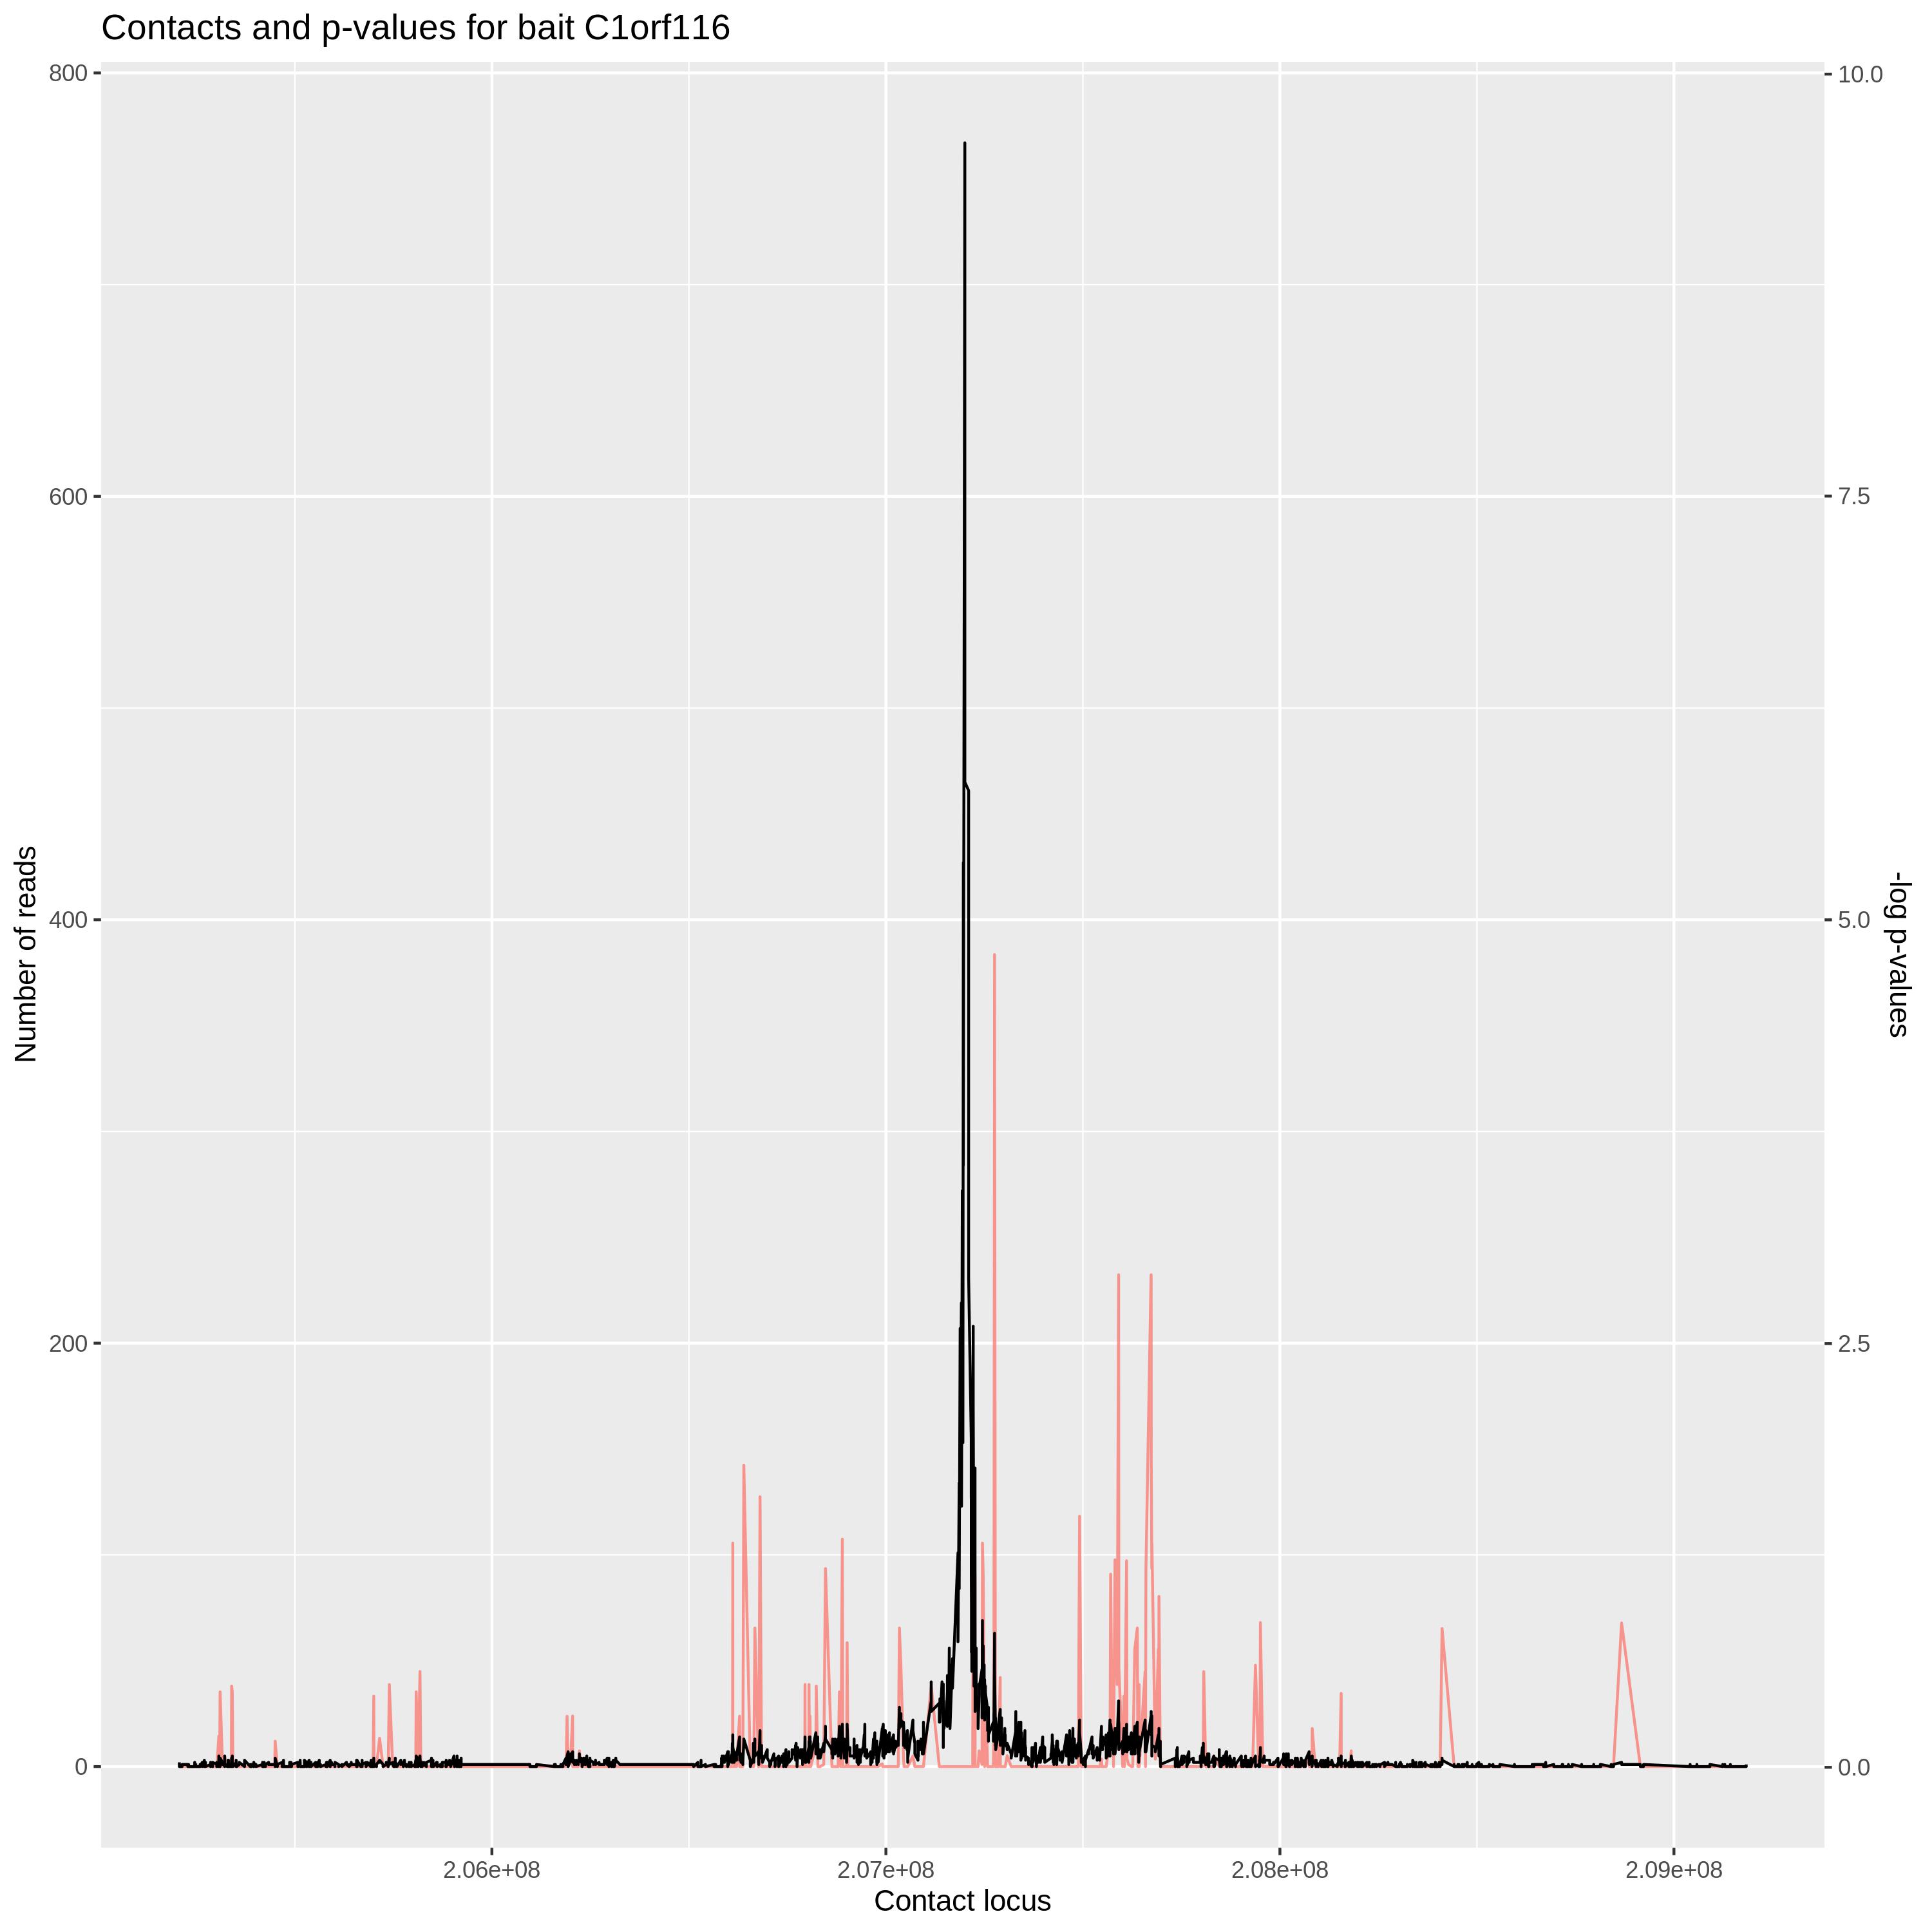 Contacts and p-values for bait C1orf116
800
600
400
200
0
10.0
7.5
5.0
2.5
0.0
Number of reads
-log p-values
2.06e+08
2.07e+08
2.08e+08
2.09e+08
Contact locus